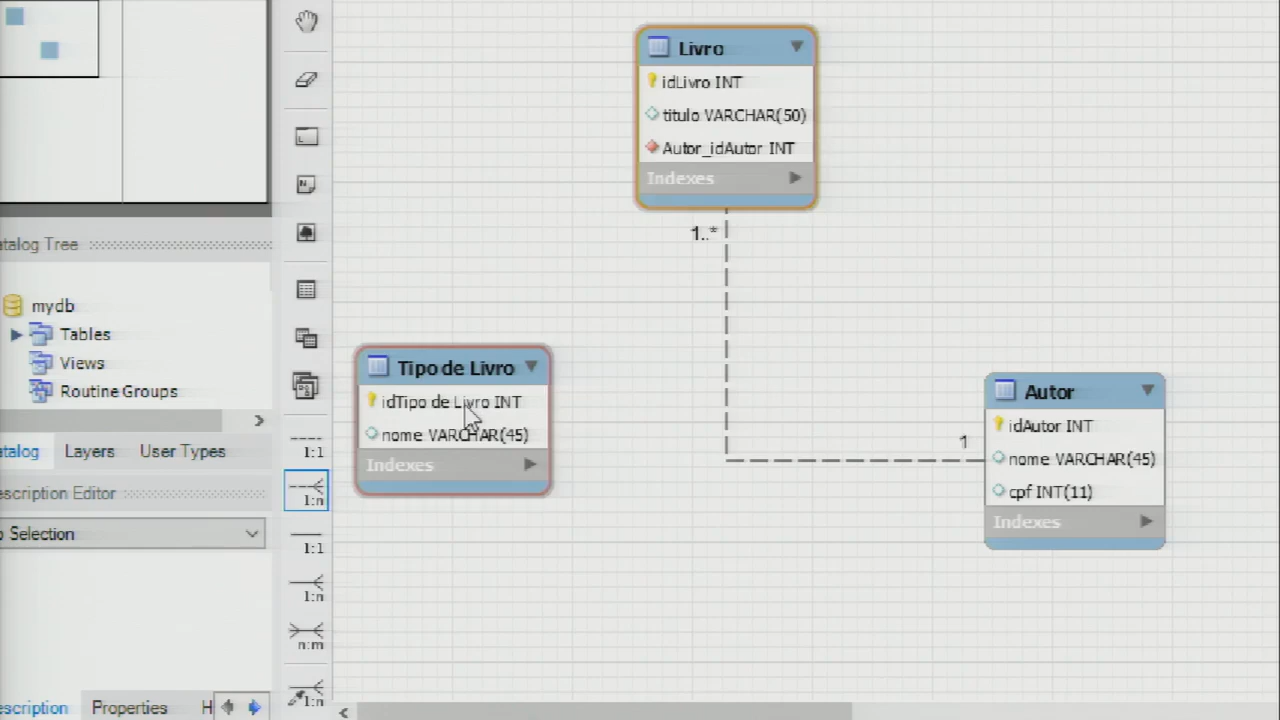 Livro
idLivro INT
titulo VARCHAR(50)
Autor_idAutor INT
Indexes
1..*
atalog Tree
mydb
Tables
Views
Routine Groups
Tipo de Livro
idTipo de Livro INT
nome VARCHAR(45)
Indexes
1
Autor
idAutor INT
nome VARCHAR(45)
cpf INT(11)
Indexes
atalog Layers User Types
escription Editor
o Selection
1:1
1:n
1:1
1:n
n:m
1:n
escription Properties H